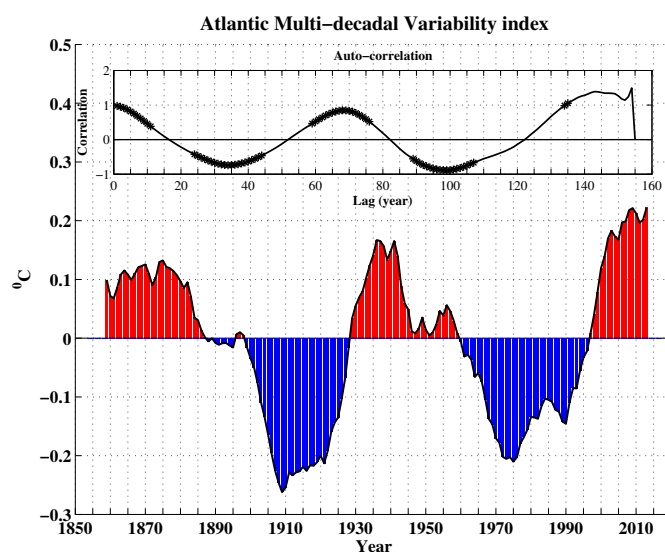 Atlantic Multi−decadal Variability index
0.5
0.4
0.3
0.2
0.1
0
−0.1
−0.2
−0.3
⁰C
1850 1870 1890 1910 1930 1950 1970 1990 2010
Year
Auto−correlation
Correlation
2
1
0
−1
0 20 40 60 80 100 120 140 160
Lag (year)